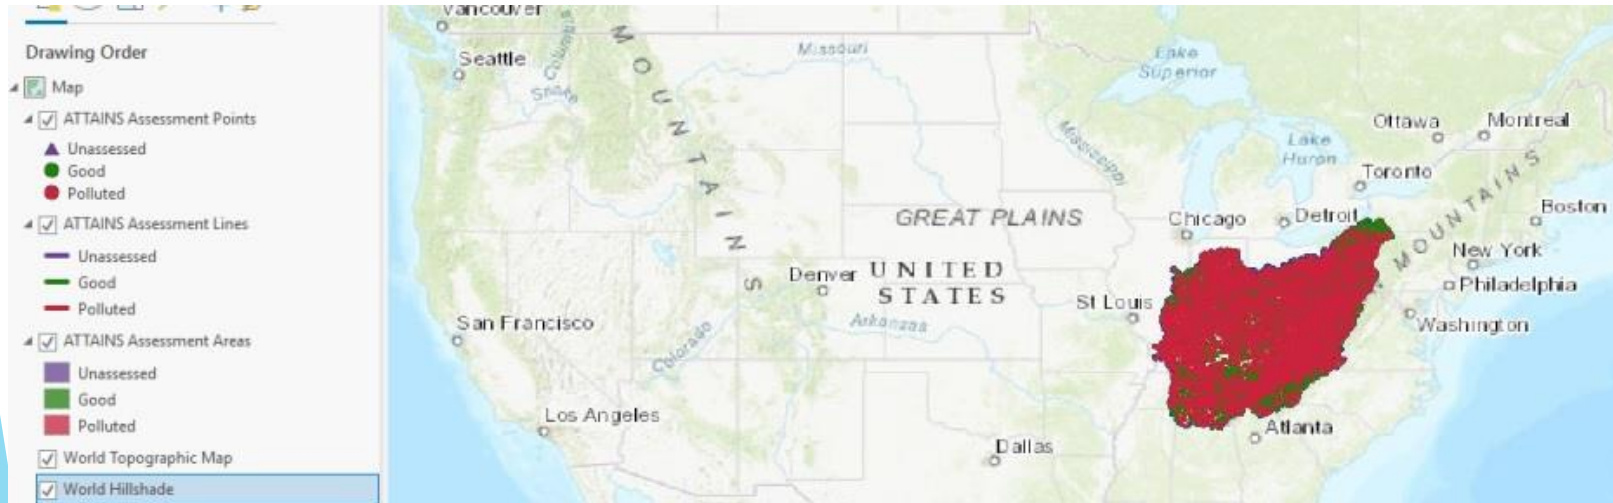 Drawing Order
Map
ATTAINS Assessment Points
Unassessed
Good
Polluted
ATTAINS Assessment Lines
Unassessed
Good
Polluted
ATTAINS Assessment Areas
Unassessed
Good
Polluted
World Topographic Map
World Hillshade
Vancouver
Seattle
Columb
Snake
MOUNTAINS
Missouri
Lake
Superior
Mississippi
Ottawa
Montreal
Lake
Huron
Toronto
GREAT PLAINS
Chicago
Detroit
Boston
MOUNTAINS
New York
Denver
UNITED
STATES
Philadelphia
St Louis
Washington
San Francisco
Colorado
Arkansas
Los Angeles
Dallas
Atlanta